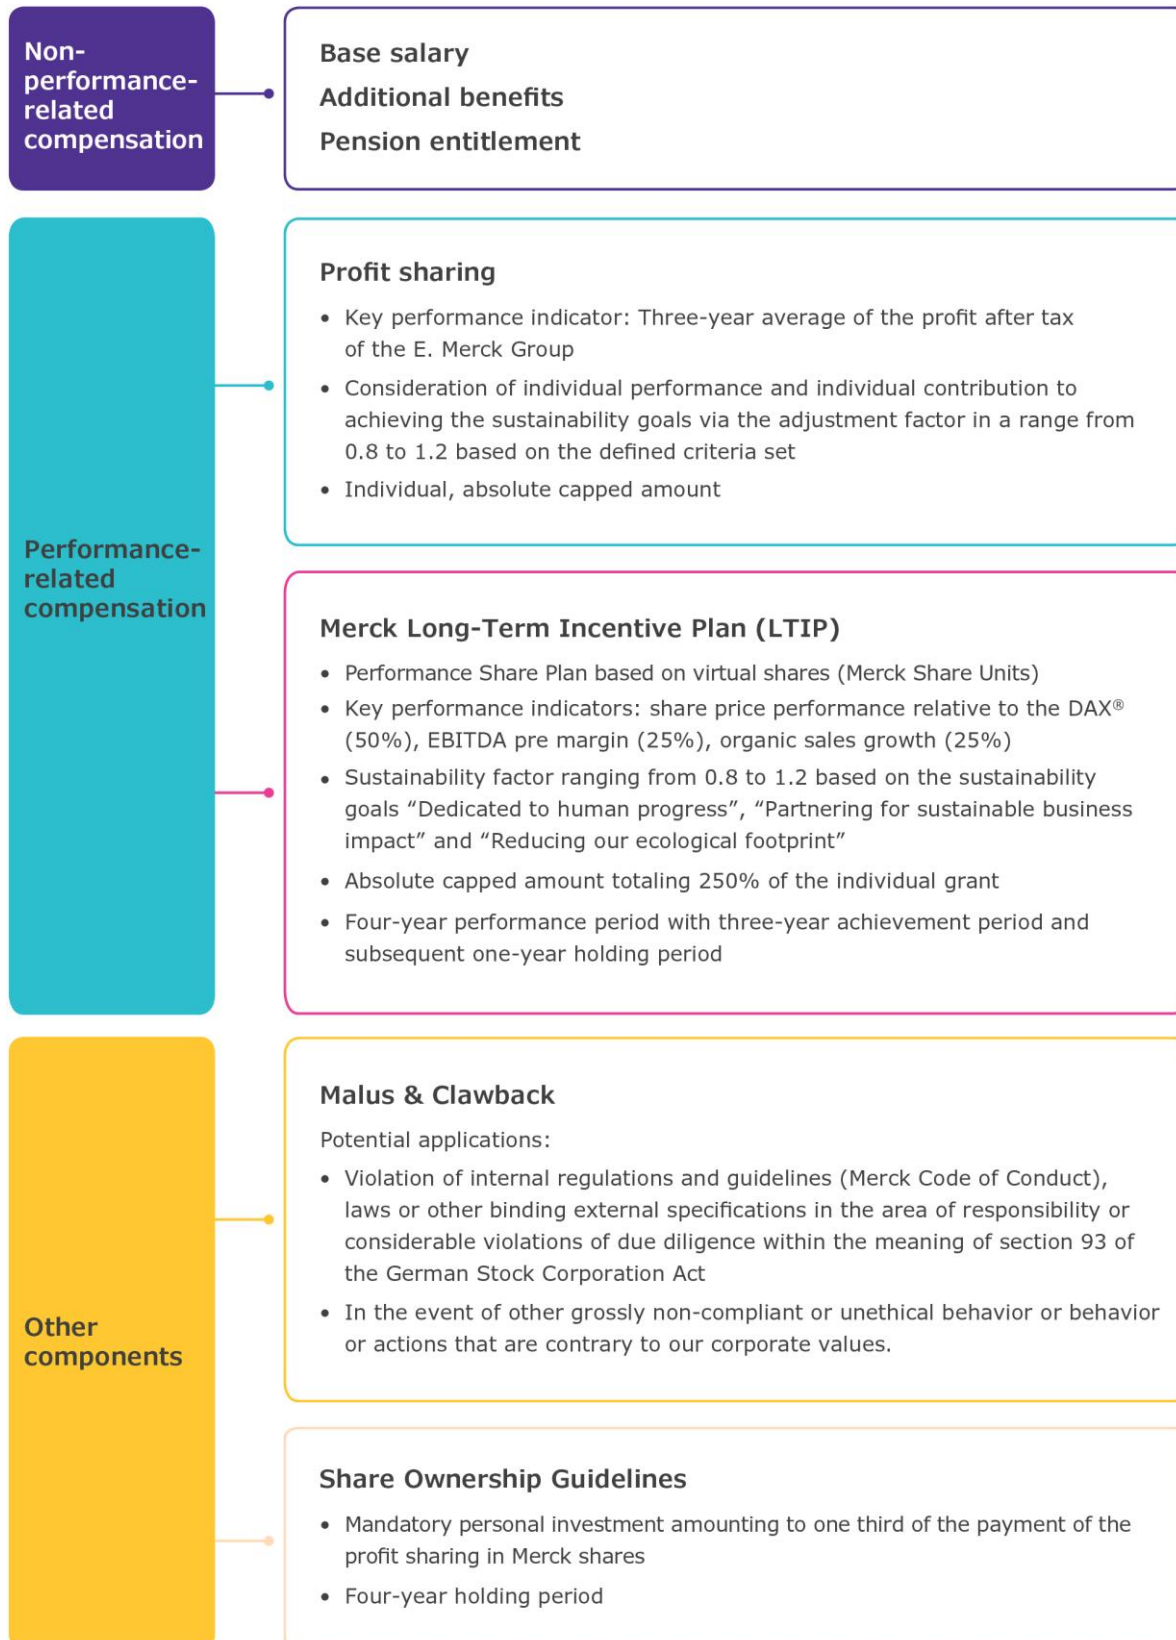 Non-
performance-
related
compensation
Base salary
Additional benefits
Pension entitlement
Performance-
related
compensation
Profit sharing
• Key performance indicator: Three-year average of the profit after tax
of the E. Merck Group
• Consideration of individual performance and individual contribution to
achieving the sustainability goals via the adjustment factor in a range from
0.8 to 1.2 based on the defined criteria set
• Individual, absolute capped amount
Merck Long-Term Incentive Plan (LTIP)
• Performance Share Plan based on virtual shares (Merck Share Units)
• Key performance indicators: share price performance relative to the DAX®
(50%), EBITDA pre margin (25%), organic sales growth (25%)
• Sustainability factor ranging from 0.8 to 1.2 based on the sustainability
goals “Dedicated to human progress”, “Partnering for sustainable business
impact” and “Reducing our ecological footprint”
• Absolute capped amount totaling 250% of the individual grant
• Four-year performance period with three-year achievement period and
subsequent one-year holding period
Other
components
Malus & Clawback
Potential applications:
• Violation of internal regulations and guidelines (Merck Code of Conduct),
laws or other binding external specifications in the area of responsibility or
considerable violations of due diligence within the meaning of section 93 of
the German Stock Corporation Act
• In the event of other grossly non-compliant or unethical behavior or behavior
or actions that are contrary to our corporate values.
Share Ownership Guidelines
• Mandatory personal investment amounting to one third of the payment of the
profit sharing in Merck shares
• Four-year holding period